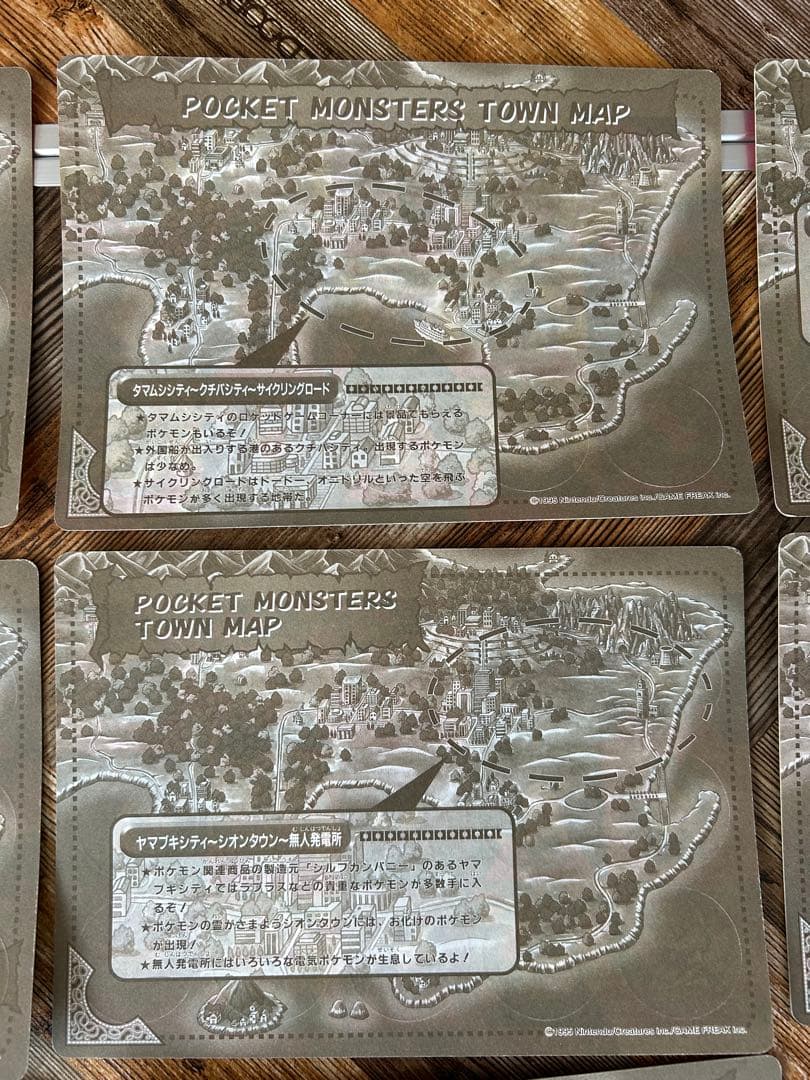 POCKET MONSTERS TOWN MAP
タマムシシティ~クチバシティ~サイクリングロード
★タマムシシティのロケットゲームコーナーには景品でもらえる
ポケモンもいるぞ!
★外国船が出入りする港のあるクチバシティ。出現するポケモン
は少なめ。
★サイクリングロードはドードー、オニドリルといった空を飛ぶ
ポケモンが多く出現する地帯だ。
©1995 Nintendo/Creatures inc./GAME FREAK inc.
POCKET MONSTERS
TOWN MAP
ヤマブキシティ~シオンタウン~無人発電所
★ポケモン関連商品の製造元「シルフカンパニー」のあるヤマ
ブキシティではラプラスなどの貴重なポケモンが多数手に入
るぞ!
★ポケモンの霊がさまようシオンタウンには、お化けのポケモン
が出現!
★無人発電所にはいろいろな電気ポケモンが生息しているよ!
©1995 Nintendo/Creatures inc./GAME FREAK inc.